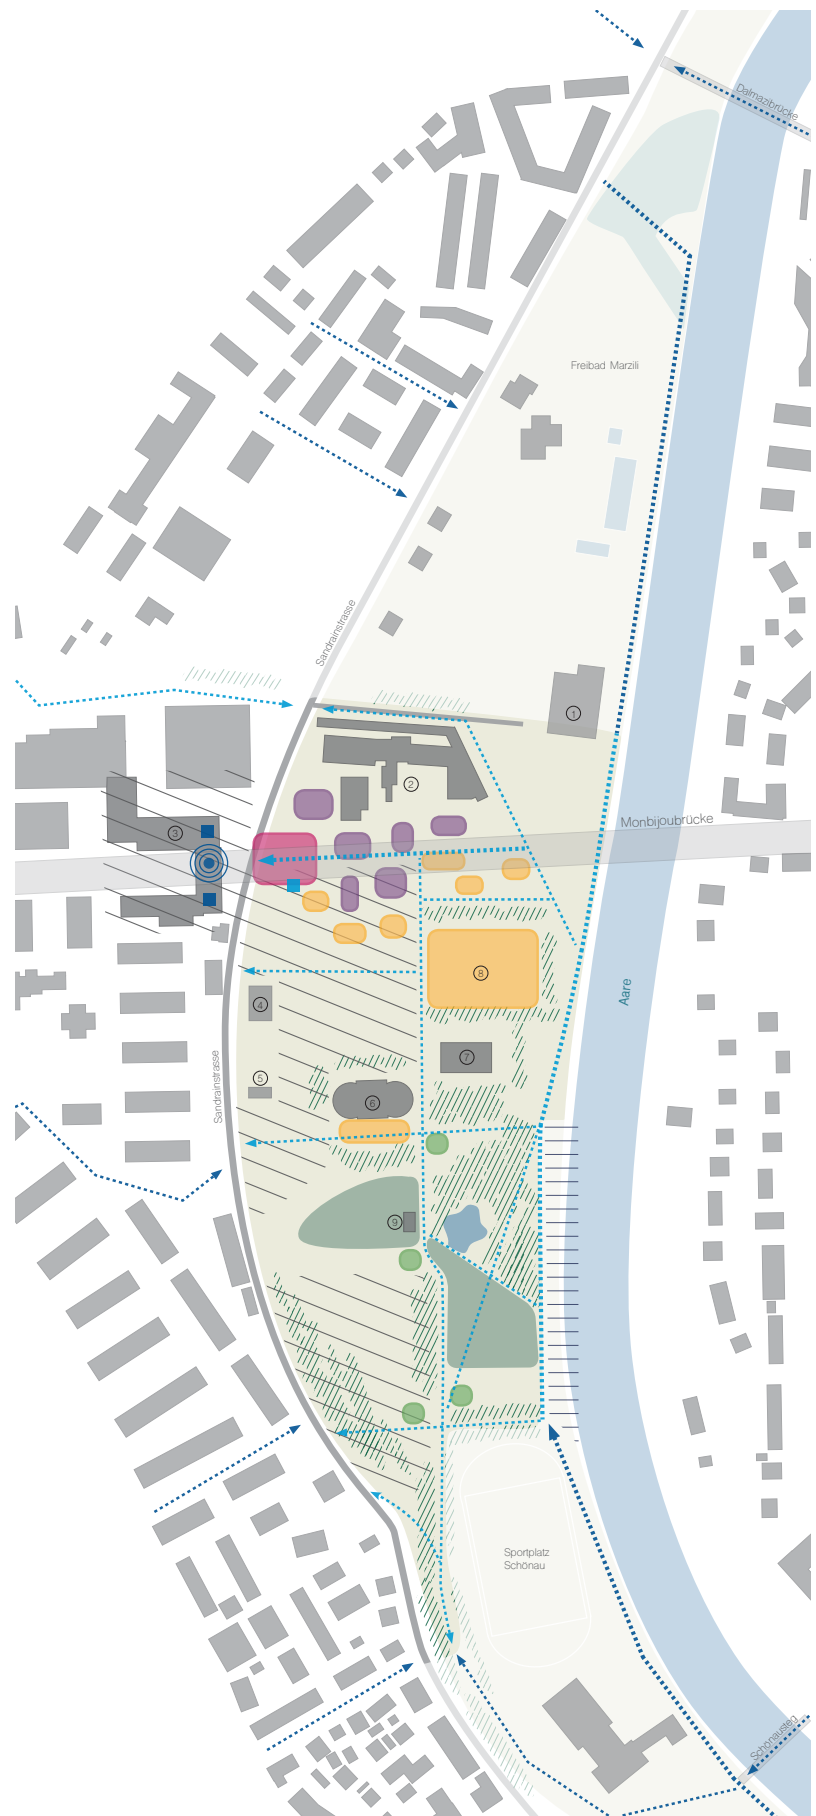 Dalmazibrücke
Freibad Marzili
Sandrainstrasse
1
2
Monbijoubrücke
3
8
Aare
4
7
5
Sandrainstrasse
6
9
Sportplatz
Schönau
Schönausteg